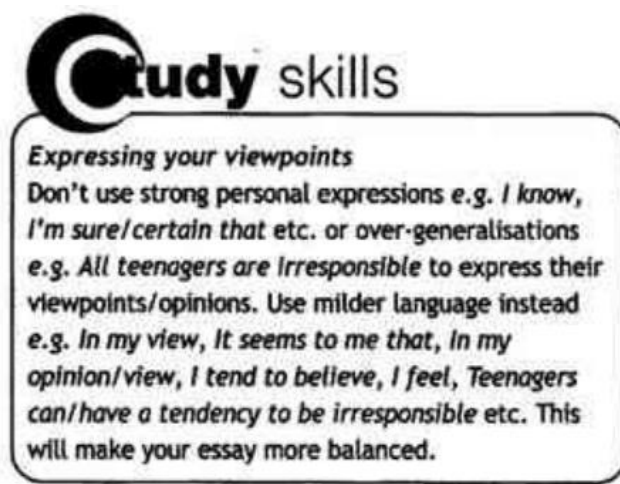 Study skills
Expressing your viewpoints
Don't use strong personal expressions e.g. I know,
I'm sure/certain that etc. or over-generalisations
e.g. All teenagers are irresponsible to express their
viewpoints/opinions. Use milder language instead
e.g. In my view, It seems to me that, In my
opinion/view, I tend to believe, I feel, Teenagers
can/have a tendency to be irresponsible etc. This
will make your essay more balanced.